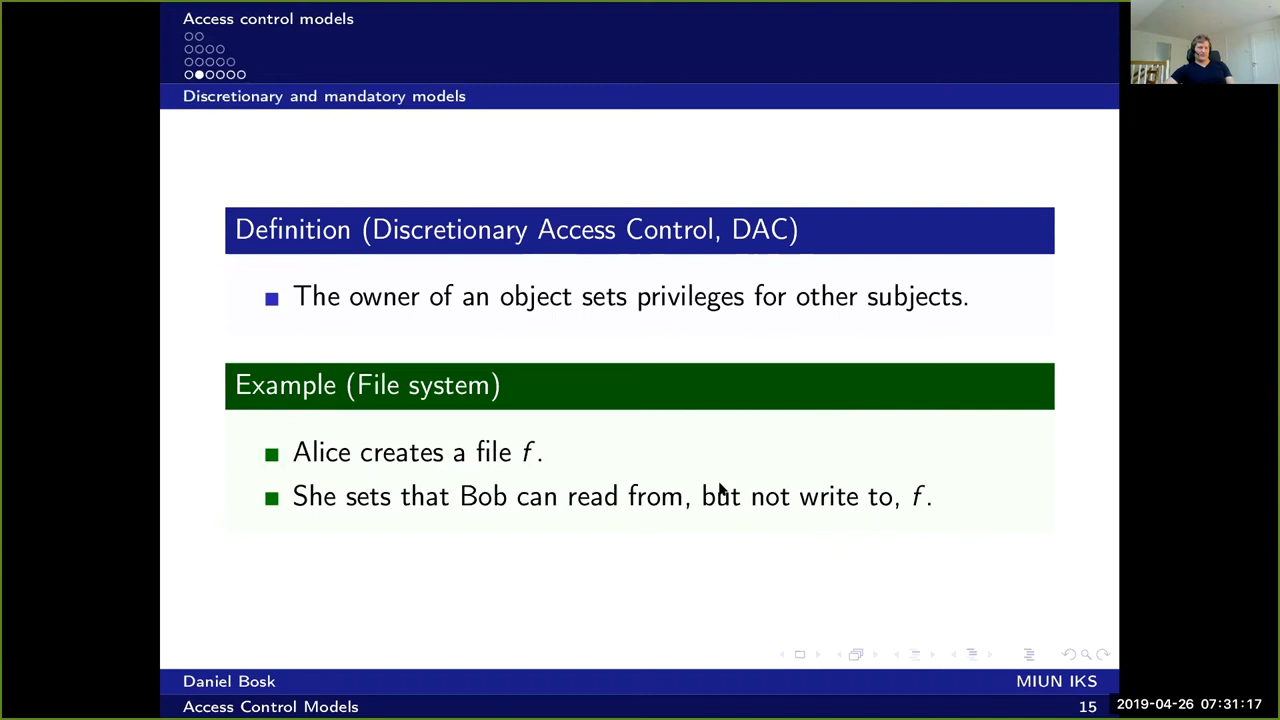 Access control models
Discretionary and mandatory models
Definition (Discretionary Access Control, DAC)
The owner of an object sets privileges for other subjects.
Example (File system)
Alice creates a file f.
She sets that Bob can read from, but not write to, f.
Daniel Bosk MIUN IKS
Access Control Models 15
2019-04-26 07:31:17